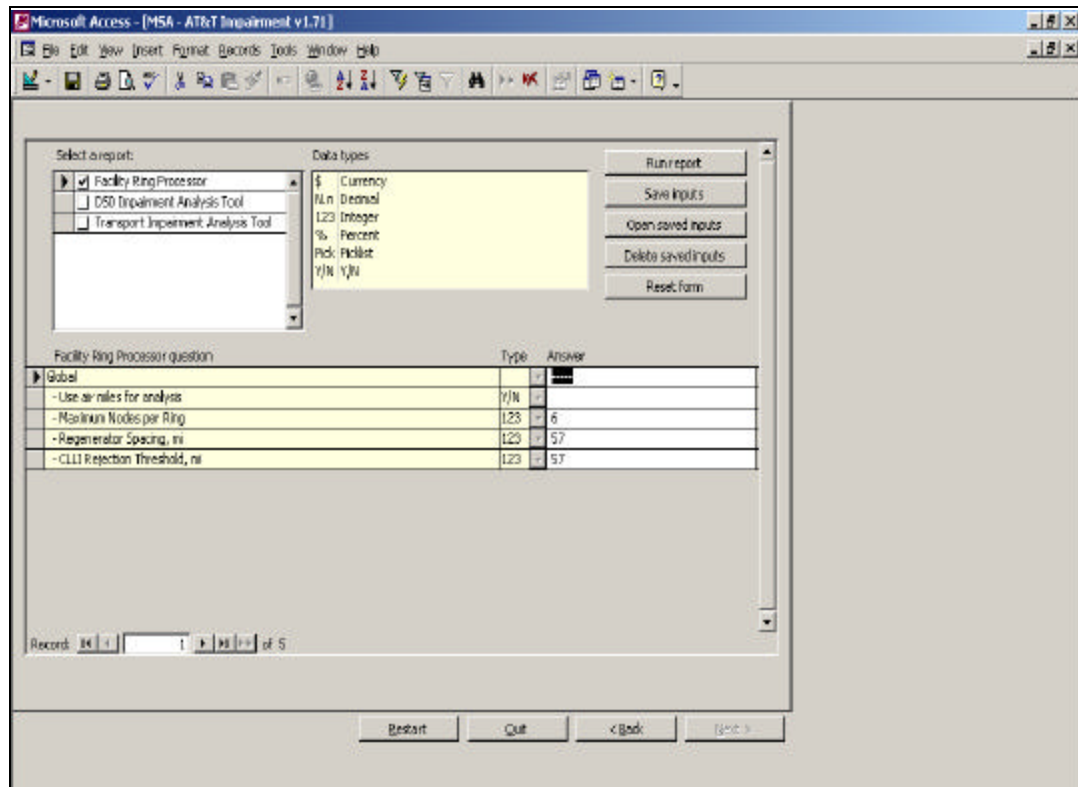 Microsoft Access - [MSA - AT&T Impairment v1.71]
File Edit View Insert Format Records Tools Window Help
Select a report:
Facility Ring Processor
DS0 Impairment Analysis Tool
Transport Impairment Analysis Tool
Data types
$ Currency
N.n Decimal
123 Integer
% Percent
Pick Picklist
Y/N Y/N
Run report
Save inputs
Open saved inputs
Delete saved inputs
Reset form
Facility Ring Processor question Type Answer
Global -----
- Use air miles for analysis Y/N
- Maximum Nodes per Ring 123 6
- Regenerator Spacing, mi 123 57
- CLLI Rejection Threshold, mi 123 57
Record: 1 of 5
Restart
Quit
< Back
Next >